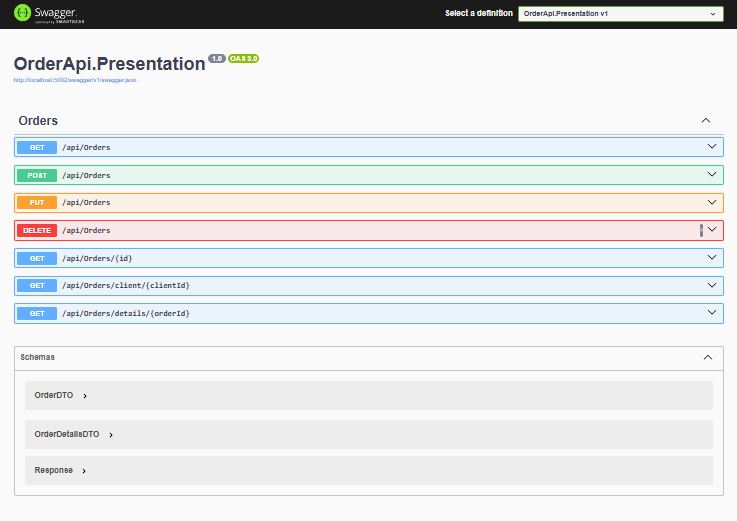 Swagger.
Supported by SMARTBEAR
Select a definition
OrderApi.Presentation v1
OrderApi.Presentation 1.0 OAS 3.0
http://localhost:5002/swagger/v1/swagger.json
Orders
GET /api/Orders
POST /api/Orders
PUT /api/Orders
DELETE /api/Orders
GET /api/Orders/{id}
GET /api/Orders/client/{clientId}
GET /api/Orders/details/{orderId}
Schemas
OrderDTO
OrderDetailsDTO
Response